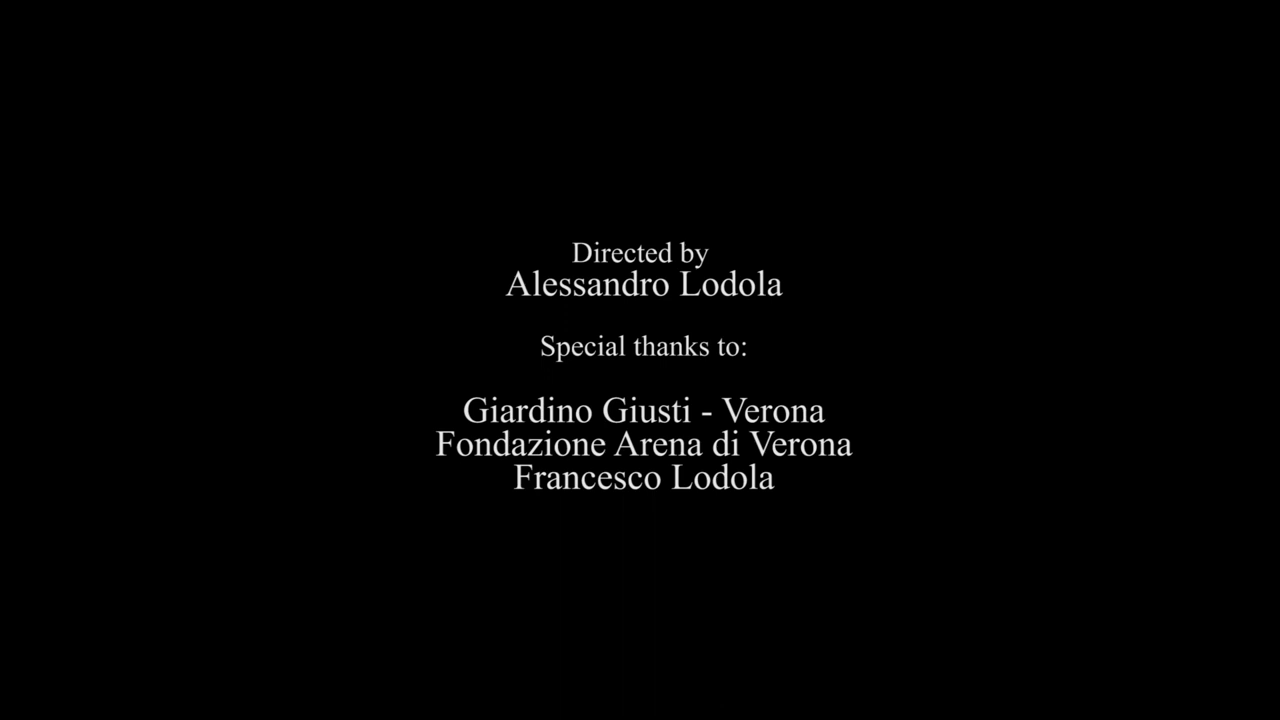 Directed by
Alessandro Lodola
Special thanks to:
Giardino Giusti - Verona
Fondazione Arena di Verona
Francesco Lodola